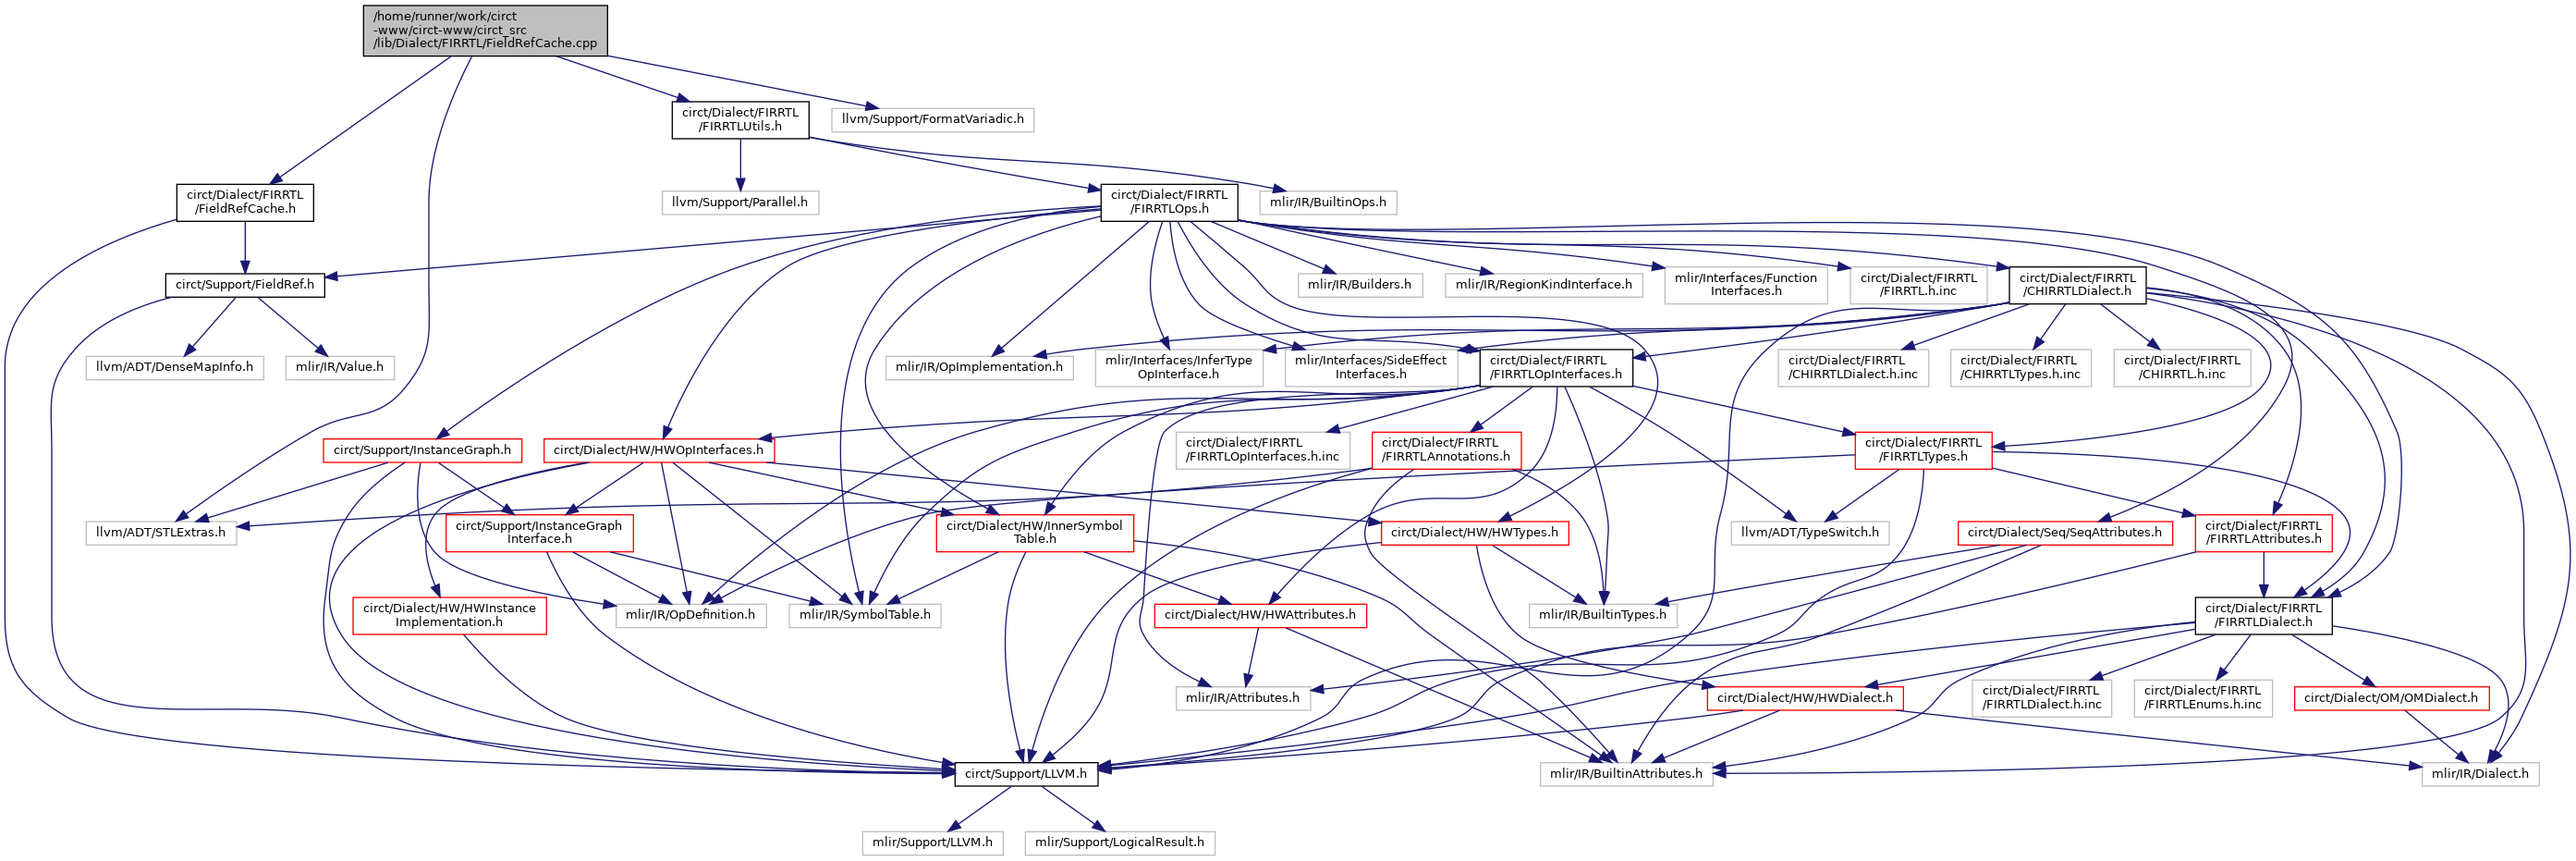 /home/runner/work/circt
-www/circt-www/circt_src
/lib/Dialect/FIRRTL/FieldRefCache.cpp
circt/Dialect/FIRRTL
/FIRRTLUtils.h
llvm/Support/FormatVariadic.h
circt/Dialect/FIRRTL
/FieldRefCache.h
llvm/Support/Parallel.h
circt/Dialect/FIRRTL
/FIRRTLOps.h
mlir/IR/BuiltinOps.h
circt/Support/FieldRef.h
mlir/IR/Builders.h
mlir/IR/RegionKindInterface.h
mlir/Interfaces/Function
Interfaces.h
circt/Dialect/FIRRTL
/FIRRTL.h.inc
circt/Dialect/FIRRTL
/CHIRRTLDialect.h
llvm/ADT/DenseMapInfo.h
mlir/IR/Value.h
mlir/IR/OpImplementation.h
mlir/Interfaces/InferType
OpInterface.h
mlir/Interfaces/SideEffect
Interfaces.h
circt/Dialect/FIRRTL
/FIRRTLOpInterfaces.h
circt/Dialect/FIRRTL
/CHIRRTLDialect.h.inc
circt/Dialect/FIRRTL
/CHIRRTLTypes.h.inc
circt/Dialect/FIRRTL
/CHIRRTL.h.inc
circt/Support/InstanceGraph.h
circt/Dialect/HW/HWOpInterfaces.h
circt/Dialect/FIRRTL
/FIRRTLOpInterfaces.h.inc
circt/Dialect/FIRRTL
/FIRRTLAnnotations.h
circt/Dialect/FIRRTL
/FIRRTLTypes.h
llvm/ADT/STLExtras.h
circt/Support/InstanceGraph
Interface.h
circt/Dialect/HW/InnerSymbol
Table.h
circt/Dialect/HW/HWTypes.h
llvm/ADT/TypeSwitch.h
circt/Dialect/Seq/SeqAttributes.h
circt/Dialect/FIRRTL
/FIRRTLAttributes.h
circt/Dialect/HW/HWInstance
Implementation.h
mlir/IR/OpDefinition.h
mlir/IR/SymbolTable.h
circt/Dialect/HW/HWAttributes.h
mlir/IR/BuiltinTypes.h
circt/Dialect/FIRRTL
/FIRRTLDialect.h
mlir/IR/Attributes.h
circt/Dialect/HW/HWDialect.h
circt/Dialect/FIRRTL
/FIRRTLDialect.h.inc
circt/Dialect/FIRRTL
/FIRRTLEnums.h.inc
circt/Dialect/OM/OMDialect.h
circt/Support/LLVM.h
mlir/IR/BuiltinAttributes.h
mlir/IR/Dialect.h
mlir/Support/LLVM.h
mlir/Support/LogicalResult.h